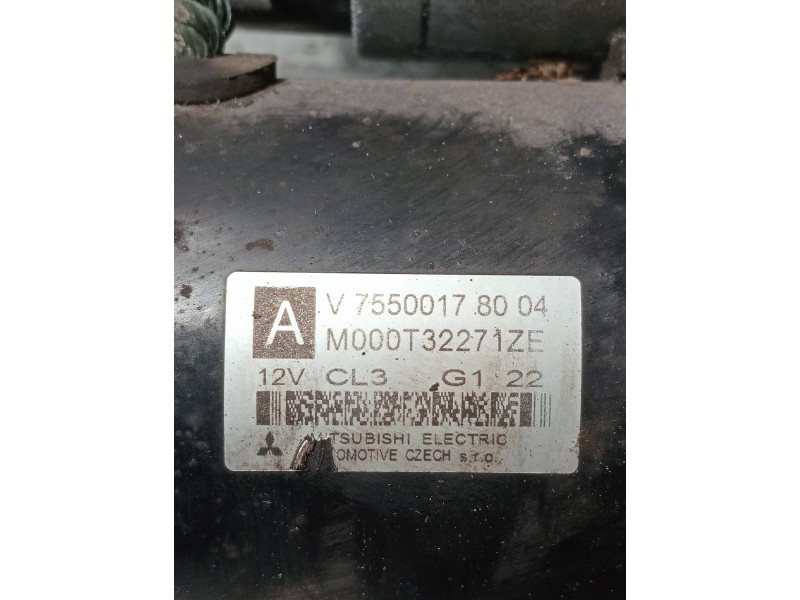 A
V 7550017 80 04
M000T32271ZE
12V CL3 G1 22
TSUBISHI ELECTRIC
OMOTIVE CZECH s.r.o.